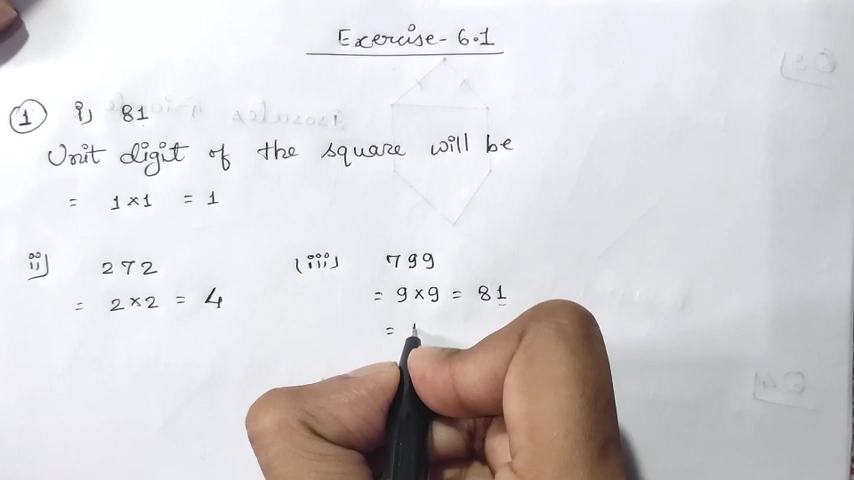 Exercise-6.1
1 i) 81
Unit digit of the square will be
= 1×1 = 1
ii) 272
= 2×2 = 4
(iii) 799
= 9×9 = 81
=